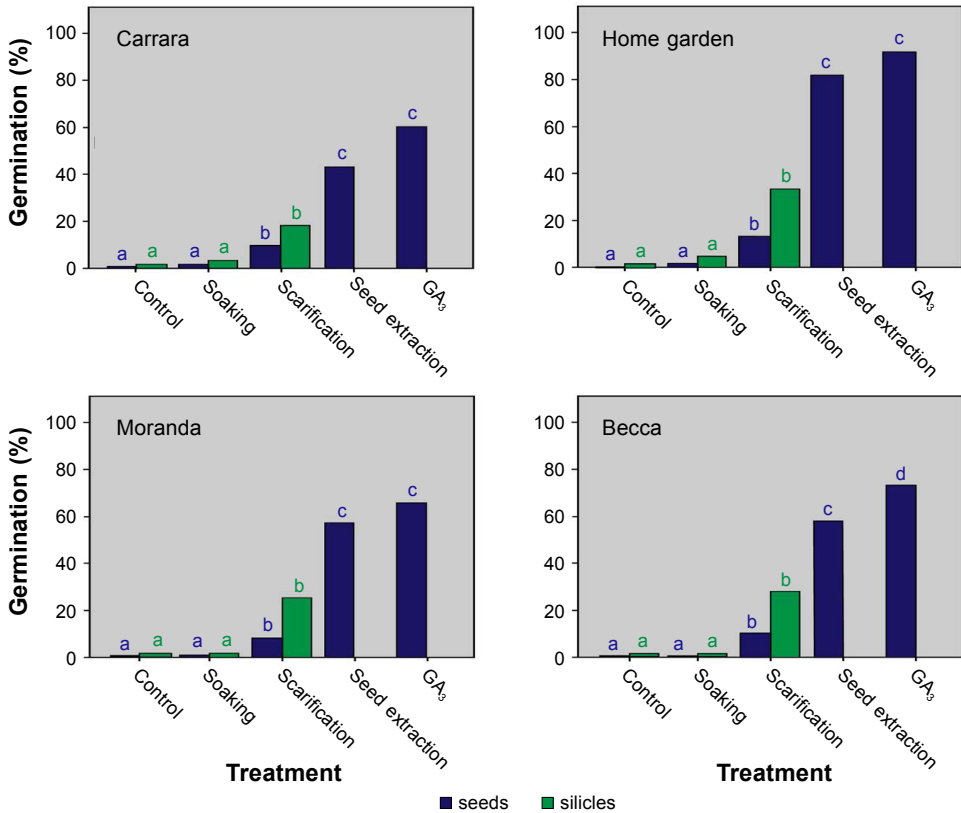 Carrara
Germination (%)
100
80
60
40
20
0
a a a a b b c c
Control
Soaking
Scarification
Seed extraction
GA₃
Home garden
100
80
60
40
20
0
a a a a b b c c
Control
Soaking
Scarification
Seed extraction
GA₃
Moranda
Germination (%)
100
80
60
40
20
0
a a a a b b c c
Control
Soaking
Scarification
Seed extraction
GA₃
Treatment
Becca
100
80
60
40
20
0
a a a a b b c d
Control
Soaking
Scarification
Seed extraction
GA₃
Treatment
seeds silicles